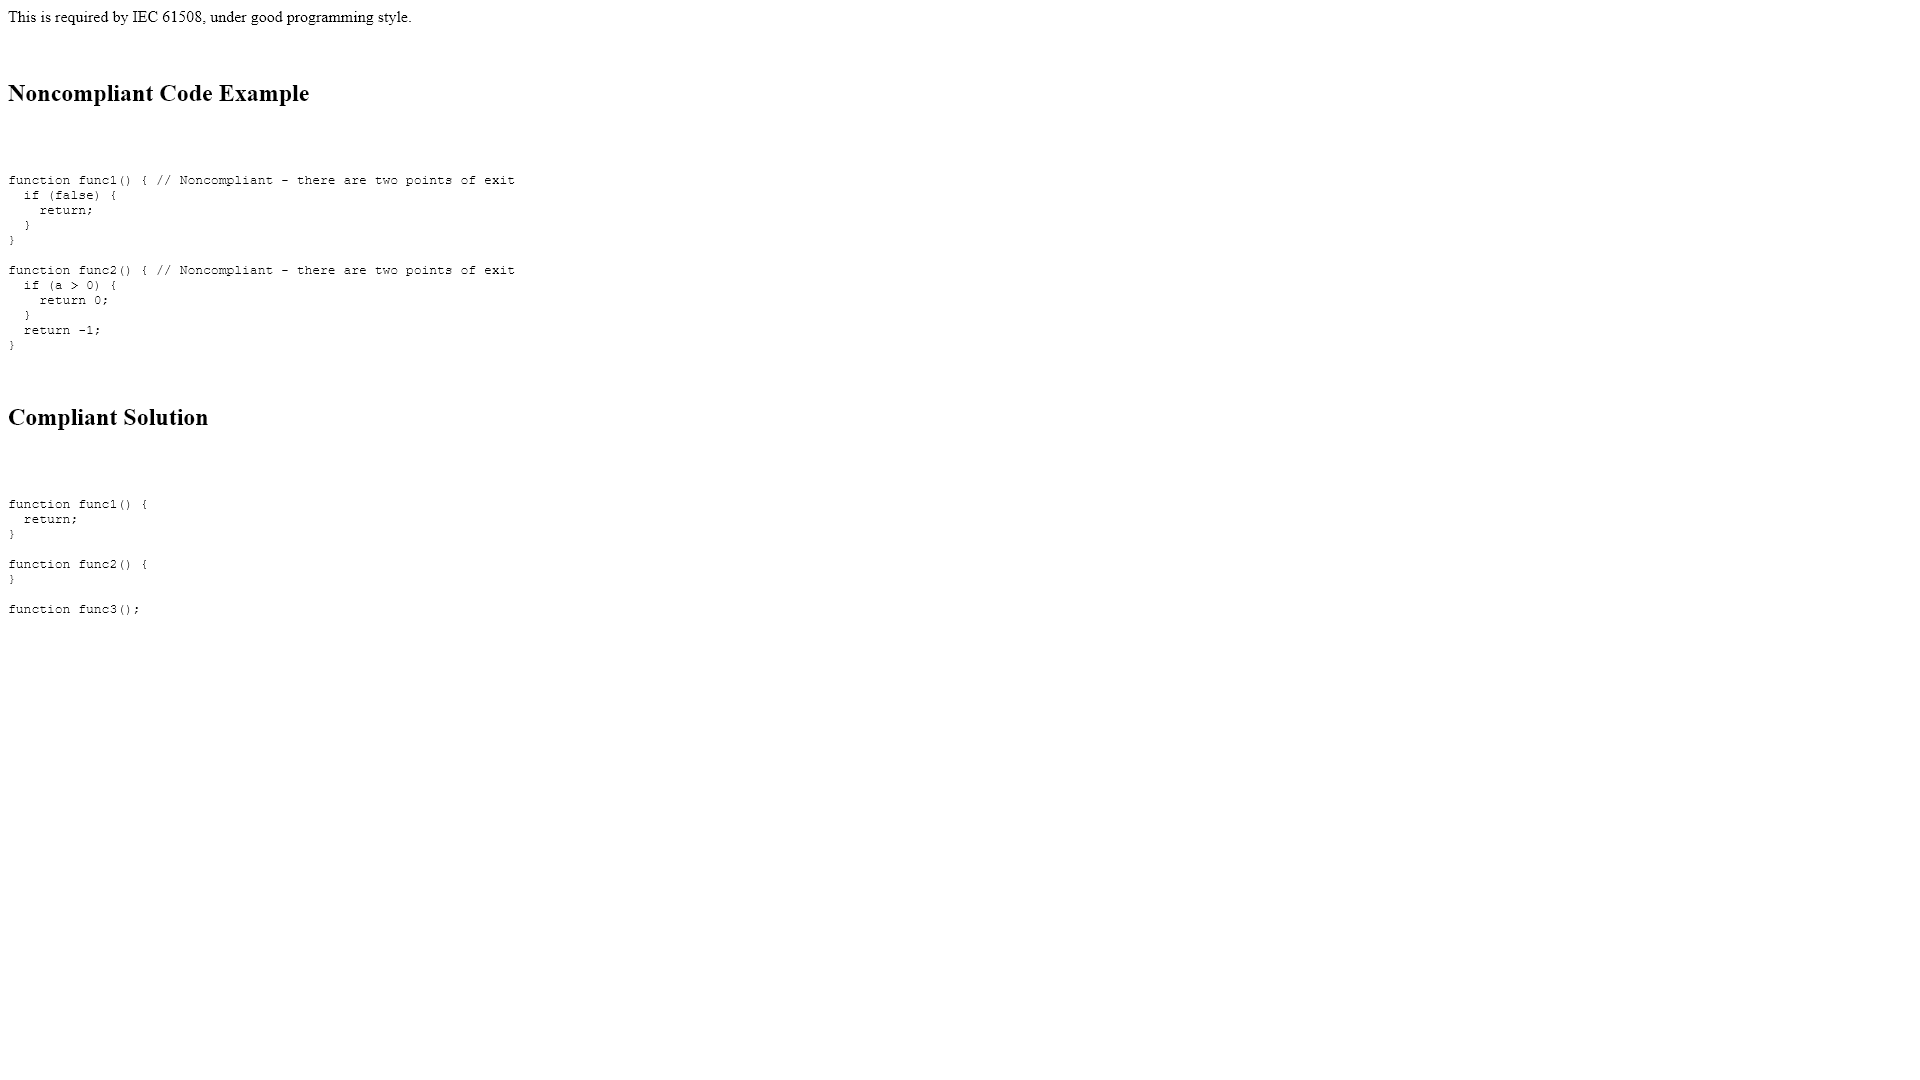 This is required by IEC 61508, under good programming style.
Noncompliant Code Example
function func1() { // Noncompliant - there are two points of exit
  if (false) {
    return;
  }
}
function func2() { // Noncompliant - there are two points of exit
  if (a > 0) {
    return 0;
  }
  return -1;
}
Compliant Solution
function func1() {
  return;
}
function func2() {
}
function func3();